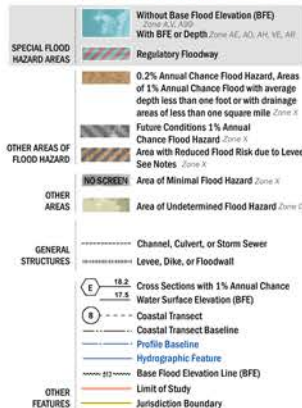 Without Base Flood Elevation (BFE)
Zone A,V, A99
With BFE or Depth Zone AE, AO, AH, VE, AR
SPECIAL FLOOD
HAZARD AREAS
Regulatory Floodway
0.2% Annual Chance Flood Hazard, Areas
of 1% Annual Chance Flood with average
depth less than one foot or with drainage
areas of less than one square mile Zone X
Future Conditions 1% Annual
Chance Flood Hazard Zone X
OTHER AREAS OF
FLOOD HAZARD
Area with Reduced Flood Risk due to Levee
See Notes Zone X
NO SCREEN Area of Minimal Flood Hazard Zone X
OTHER
AREAS
Area of Undetermined Flood Hazard Zone D
GENERAL
STRUCTURES
Channel, Culvert, or Storm Sewer
Levee, Dike, or Floodwall
E 18.2 Cross Sections with 1% Annual Chance
17.5 Water Surface Elevation (BFE)
8 Coastal Transect
Coastal Transect Baseline
Profile Baseline
Hydrographic Feature
513 Base Flood Elevation Line (BFE)
OTHER
FEATURES
Limit of Study
Jurisdiction Boundary